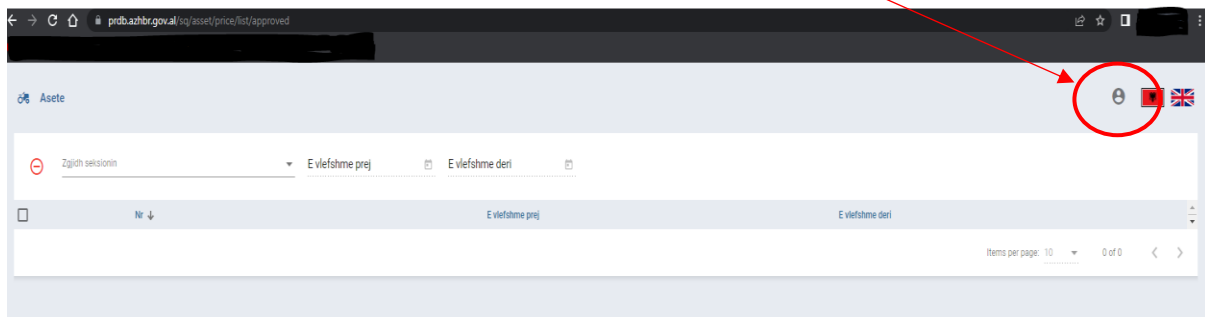 prdb.azhbr.gov.al/sq/asset/price/list/approved
Asete
Zgjidh seksionin E vlefshme prej E vlefshme deri
Nr E vlefshme prej E vlefshme deri
Items per page: 10 0 of 0